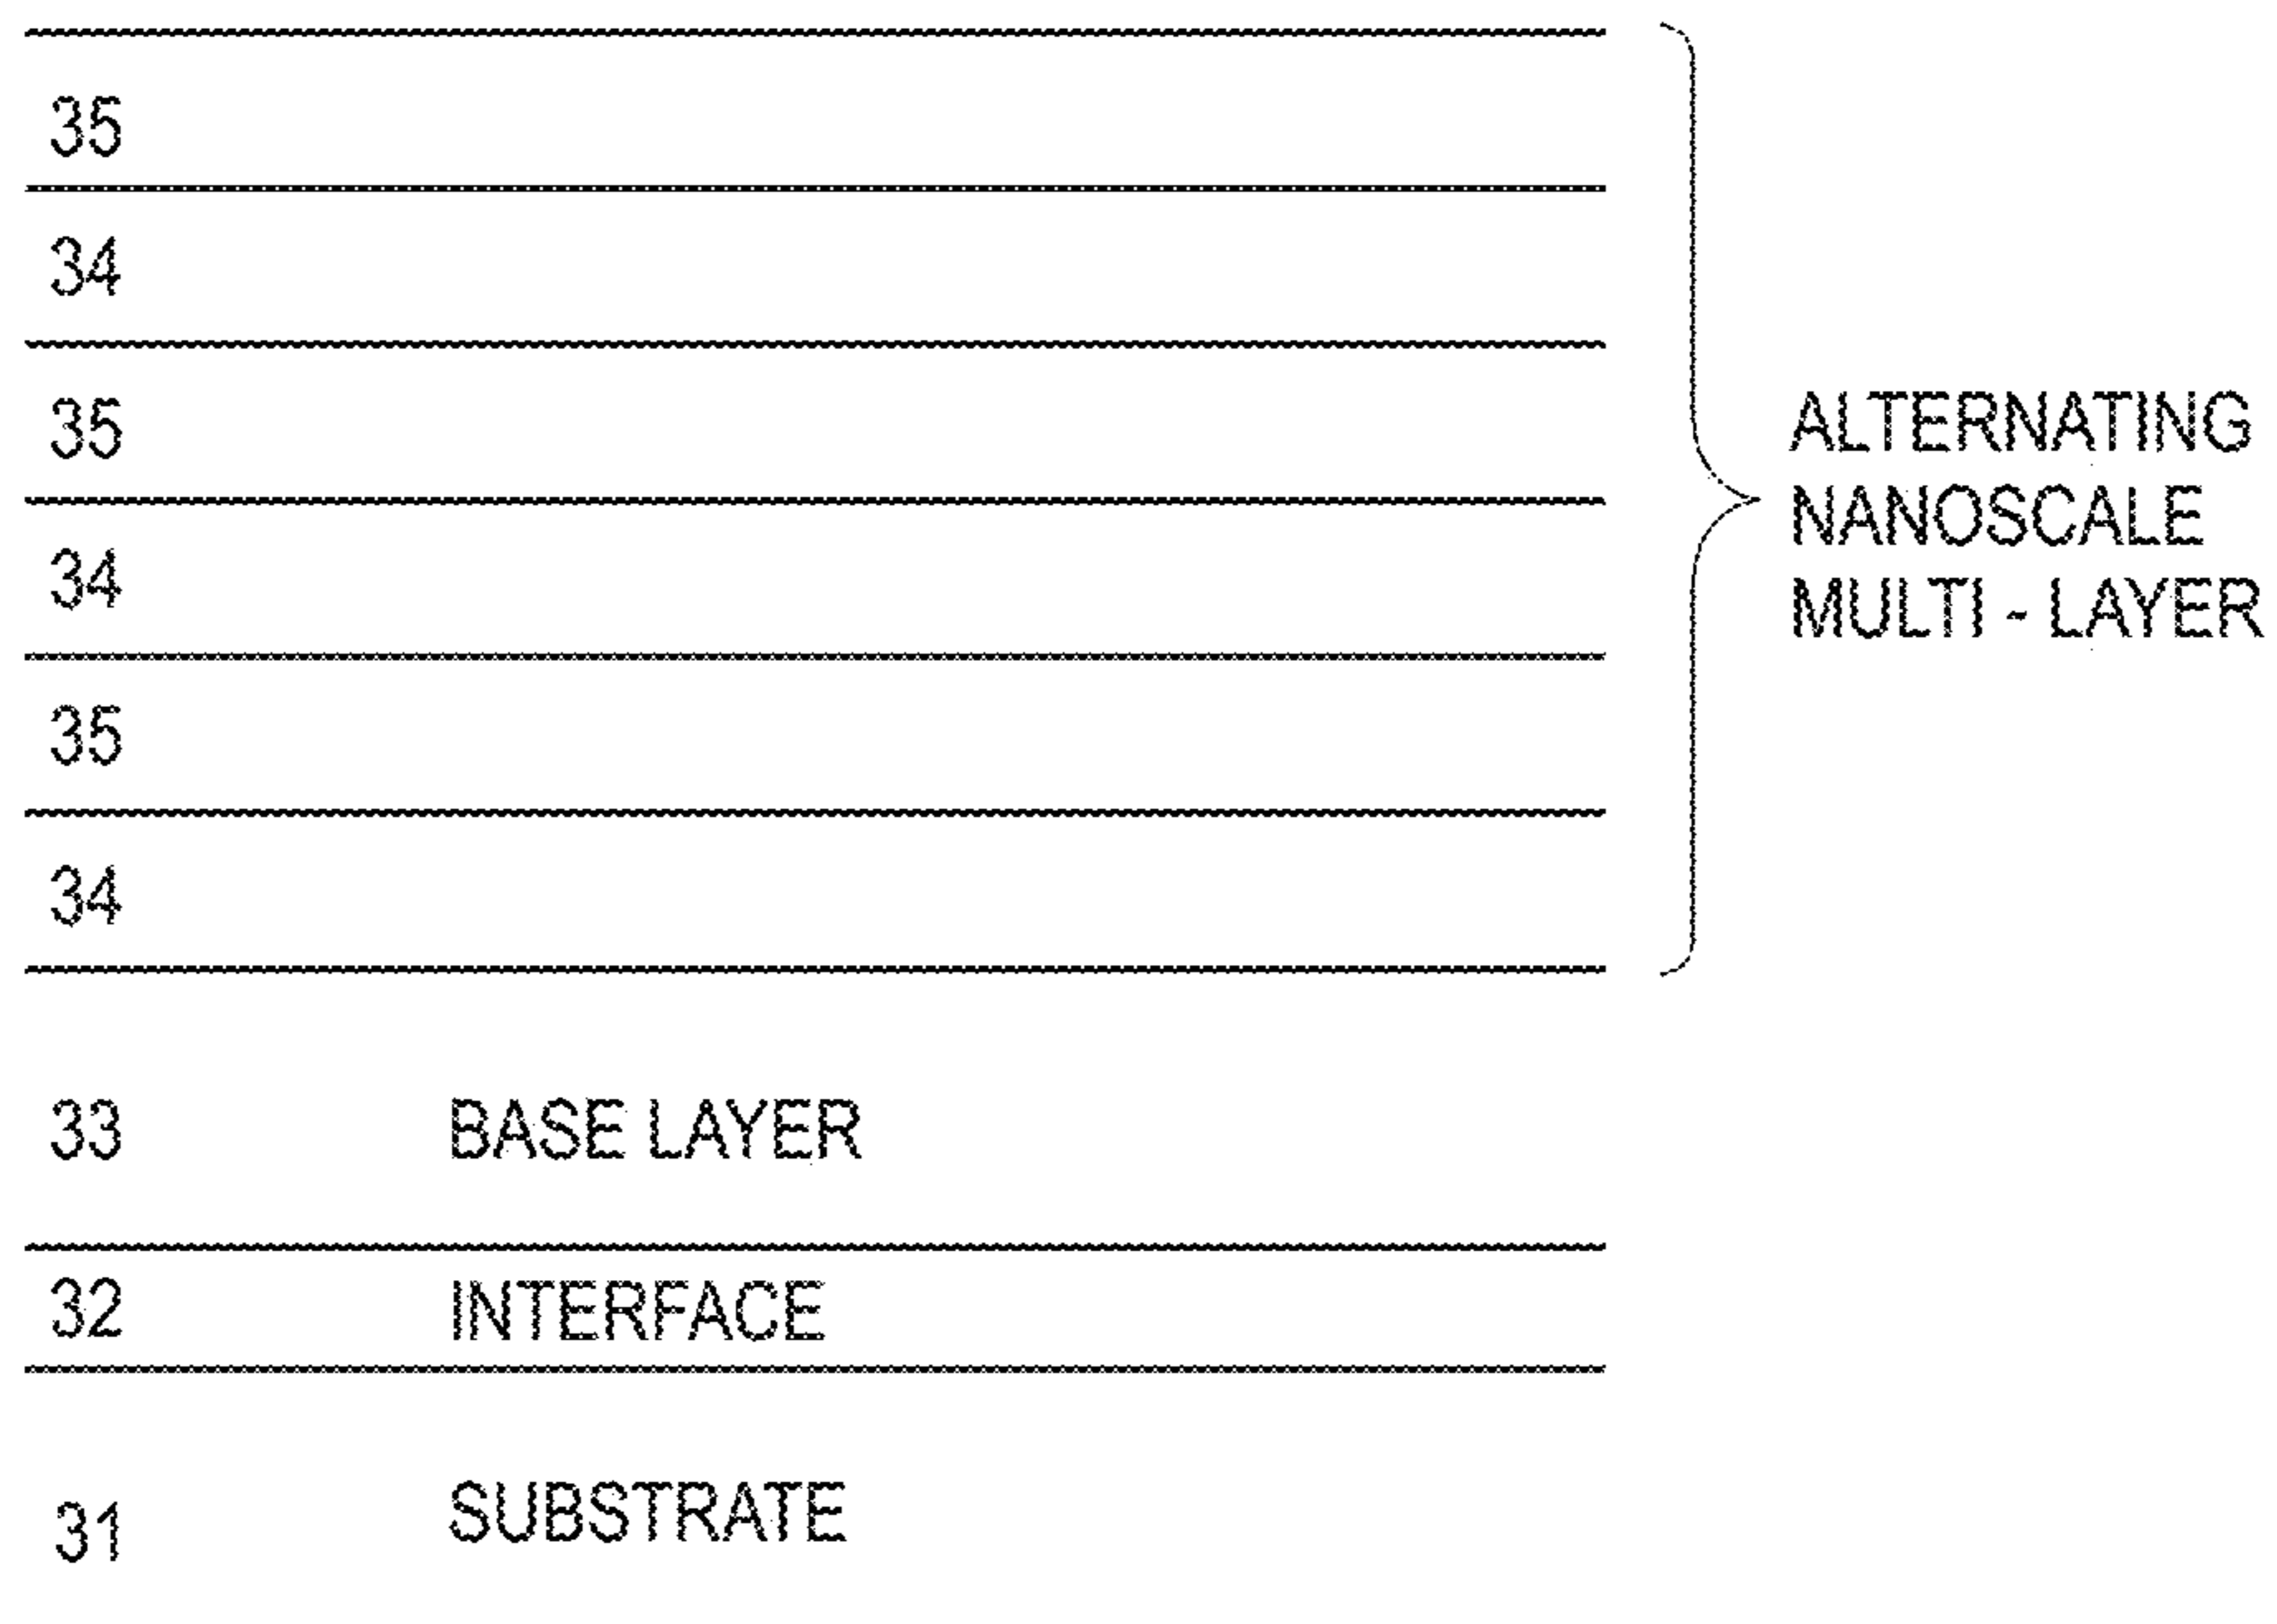 35
34
35
34
35
34
ALTERNATING
NANOSCALE
MULTI - LAYER
33 BASE LAYER
32 INTERFACE
31 SUBSTRATE